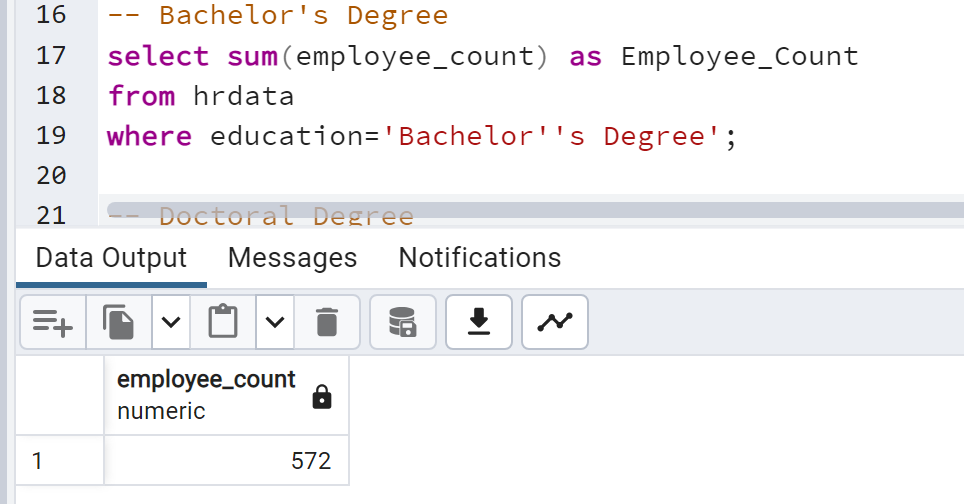 16 -- Bachelor's Degree
17 select sum(employee_count) as Employee_Count
18 from hrdata
19 where education='Bachelor''s Degree';
20
21 -- Doctoral Degree
Data Output Messages Notifications
employee_count
numeric
1 572